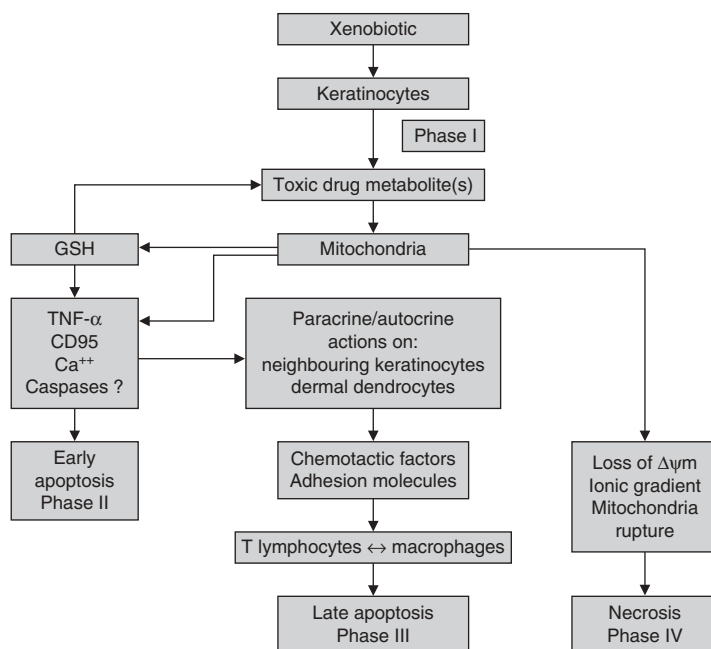 Xenobiotic
Keratinocytes
Phase I
Toxic drug metabolite(s)
GSH
Mitochondria
TNF-α
CD95
Ca⁺⁺
Caspases ?
Paracrine/autocrine
actions on:
neighbouring keratinocytes
dermal dendrocytes
Early
apoptosis
Phase II
Chemotactic factors
Adhesion molecules
Loss of Δψm
Ionic gradient
Mitochondria
rupture
T lymphocytes ↔ macrophages
Late apoptosis
Phase III
Necrosis
Phase IV